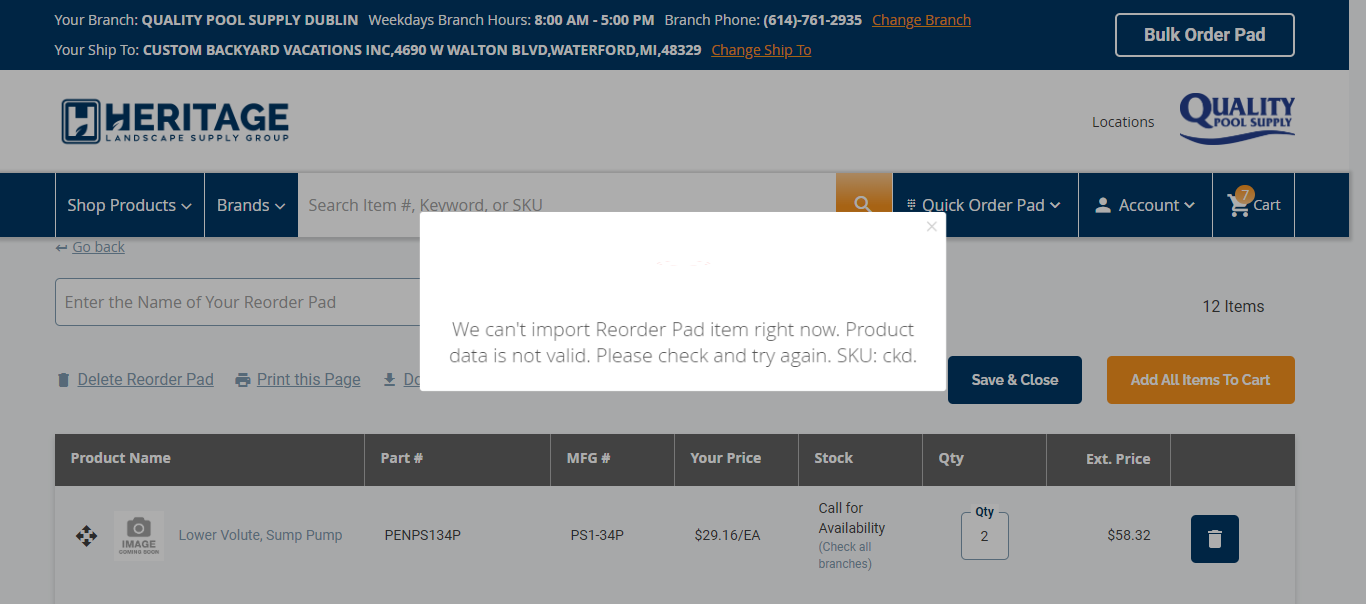 Your Branch: QUALITY POOL SUPPLY DUBLIN Weekdays Branch Hours: 8:00 AM - 5:00 PM Branch Phone: (614)-761-2935 Change Branch
Your Ship To: CUSTOM BACKYARD VACATIONS INC,4690 W WALTON BLVD,WATERFORD,MI,48329 Change Ship To
Bulk Order Pad
HERITAGE
LANDSCAPE SUPPLY GROUP
Locations
QUALITY
POOL SUPPLY
Shop Products
Brands
Search Item #, Keyword, or SKU
Quick Order Pad
Account
7
Cart
Go back
Enter the Name of Your Reorder Pad
12 Items
We can't import Reorder Pad item right now. Product
data is not valid. Please check and try again. SKU: ckd.
Delete Reorder Pad
Print this Page
Do
Save & Close
Add All Items To Cart
Product Name
Part #
MFG #
Your Price
Stock
Qty
Ext. Price
IMAGE
COMING SOON
Lower Volute, Sump Pump
PENPS134P
PS1-34P
$29.16/EA
Call for
Availability
(Check all
branches)
Qty
2
$58.32